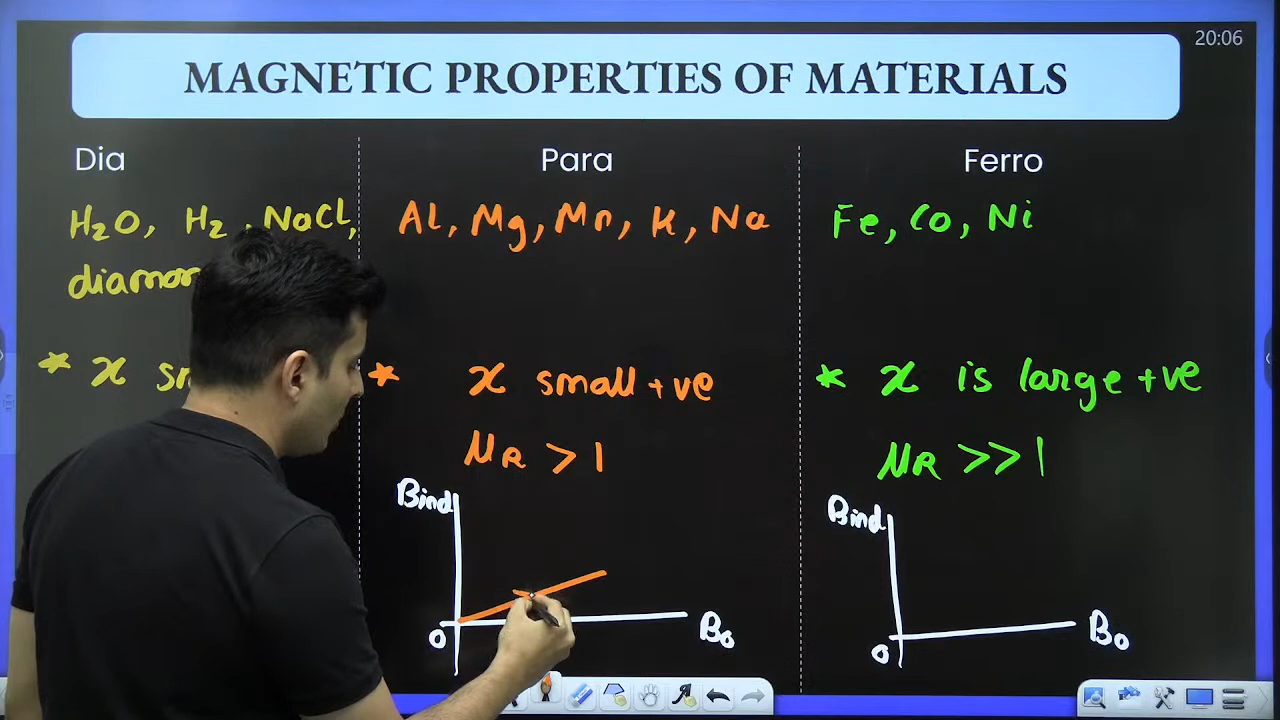 20:06
MAGNETIC PROPERTIES OF MATERIALS
Dia
H₂O, H₂, NaCl,
* χ
Para
Al, Mg, Mn, K, Na
* χ small +ve
μR > 1
Bind
0
B0
Ferro
Fe, Co, Ni
* χ is large +ve
μR >> 1
Bind
0
B0